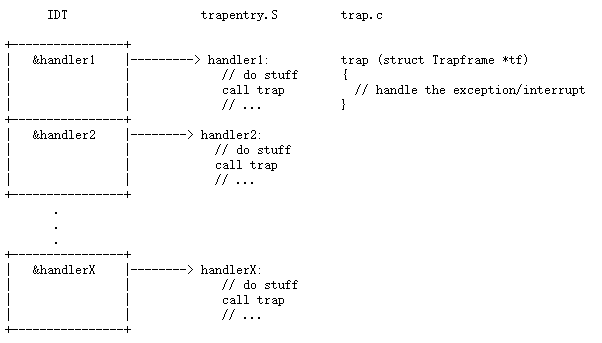 IDT trapentry.S trap.c
&handler1 handler1: trap (struct Trapframe *tf)
// do stuff {
call trap // handle the exception/interrupt
// ... }
&handler2 handler2:
// do stuff
call trap
// ...
.
.
.
&handlerX handlerX:
// do stuff
call trap
// ...